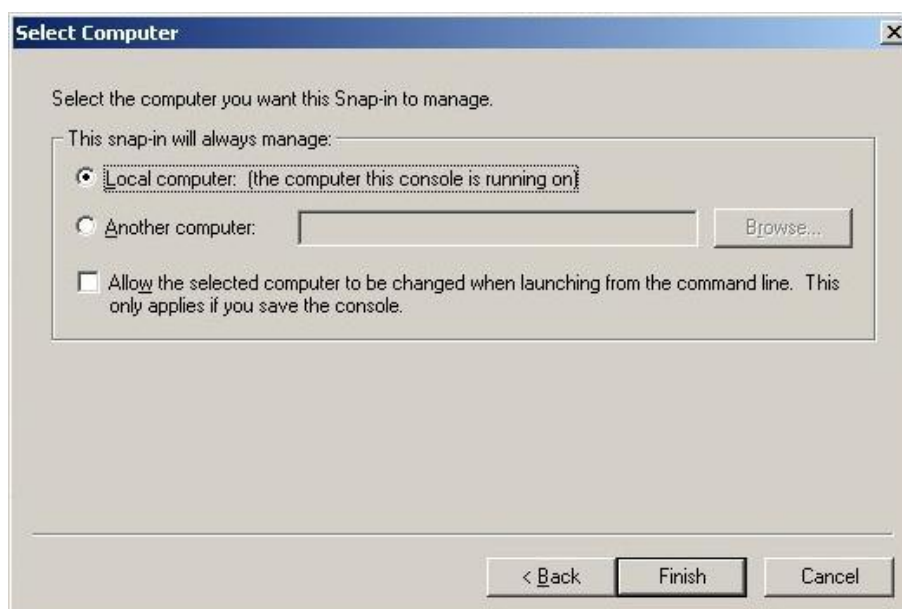 Select Computer
Select the computer you want this Snap-in to manage.
This snap-in will always manage:
Local computer: (the computer this console is running on)
Another computer:
Browse...
Allow the selected computer to be changed when launching from the command line. This
only applies if you save the console.
< Back
Finish
Cancel